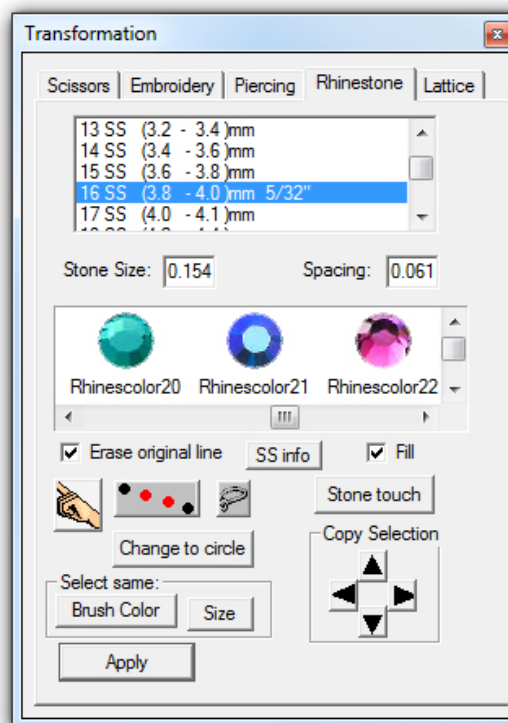 Transformation
Scissors Embroidery Piercing Rhinestone Lattice
13 SS (3.2 - 3.4 )mm
14 SS (3.4 - 3.6 )mm
15 SS (3.6 - 3.8 )mm
16 SS (3.8 - 4.0 )mm 5/32"
17 SS (4.0 - 4.1 )mm
Stone Size: 0.154 Spacing: 0.061
Rhinescolor20 Rhinescolor21 Rhinescolor22
Erase original line SS info Fill
Stone touch
Change to circle
Copy Selection
Select same:
Brush Color Size
Apply